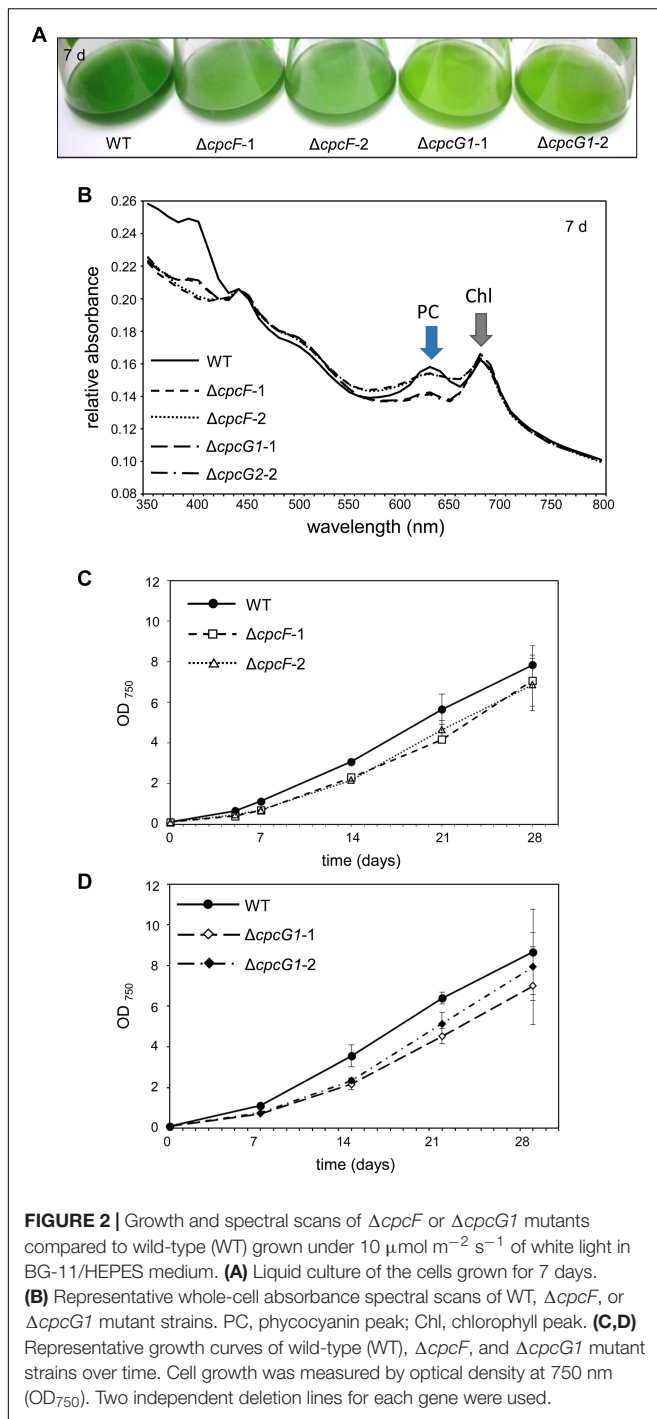 A
7 d
WT ΔcpcF-1 ΔcpcF-2 ΔcpcG1-1 ΔcpcG1-2
B
0.26
0.24
0.22
0.20
0.18
0.16
0.14
0.12
0.10
0.08
relative absorbance
7 d
PC
Chl
WT
ΔcpcF-1
ΔcpcF-2
ΔcpcG1-1
ΔcpcG2-2
350 400 450 500 550 600 650 700 750 800
wavelength (nm)
C
12
10
8
6
4
2
0
OD 750
WT
ΔcpcF-1
ΔcpcF-2
0 7 14 21 28
time (days)
D
12
10
8
6
4
2
0
OD 750
WT
ΔcpcG1-1
ΔcpcG1-2
0 7 14 21 28
time (days)
FIGURE 2 | Growth and spectral scans of ΔcpcF or ΔcpcG1 mutants
compared to wild-type (WT) grown under 10 μmol m−2 s−1 of white light in
BG-11/HEPES medium. (A) Liquid culture of the cells grown for 7 days.
(B) Representative whole-cell absorbance spectral scans of WT, ΔcpcF, or
ΔcpcG1 mutant strains. PC, phycocyanin peak; Chl, chlorophyll peak. (C,D)
Representative growth curves of wild-type (WT), ΔcpcF, and ΔcpcG1 mutant
strains over time. Cell growth was measured by optical density at 750 nm
(OD750). Two independent deletion lines for each gene were used.